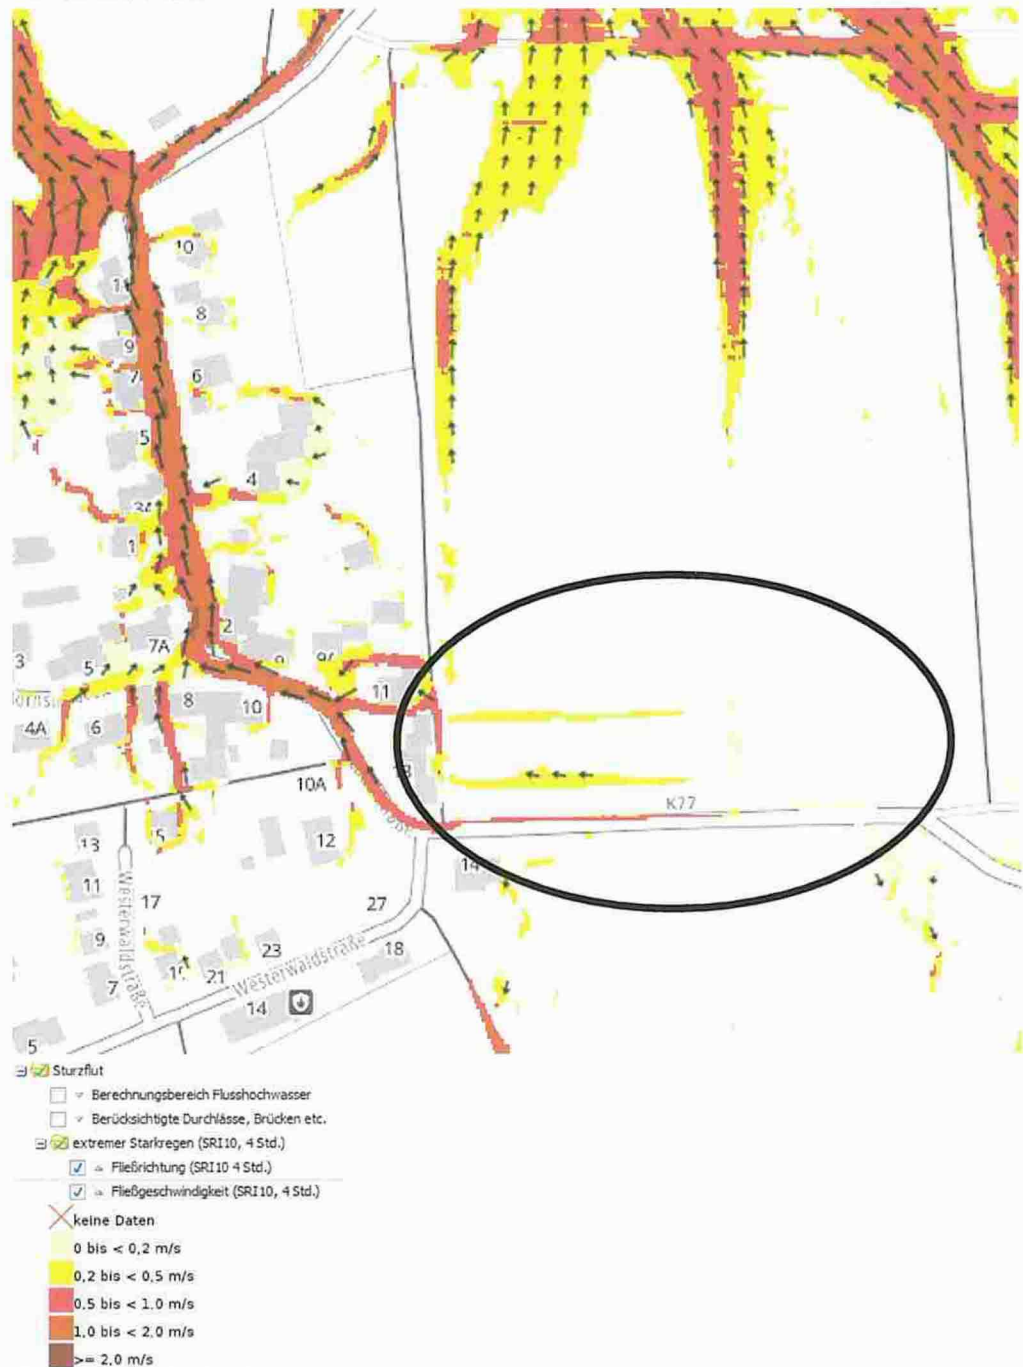 10
8
9
7
6
5
4
3A
1
2
7A
9
3
5
11
8
10
4A
6
10A
K77
15
13
12
14
11
17
27
Westerwaldstraße
9
23
18
7
21
Westerwaldstraße
14
5
Sturzflut
Berechnungsbereich Flusshochwasser
Berücksichtigte Durchlässe, Brücken etc.
extremer Starkregen (SRI10, 4 Std.)
Fließrichtung (SRI10 4 Std.)
Fließgeschwindigkeit (SRI10, 4 Std.)
keine Daten
0 bis < 0,2 m/s
0,2 bis < 0,5 m/s
0,5 bis < 1,0 m/s
1,0 bis < 2,0 m/s
>= 2,0 m/s